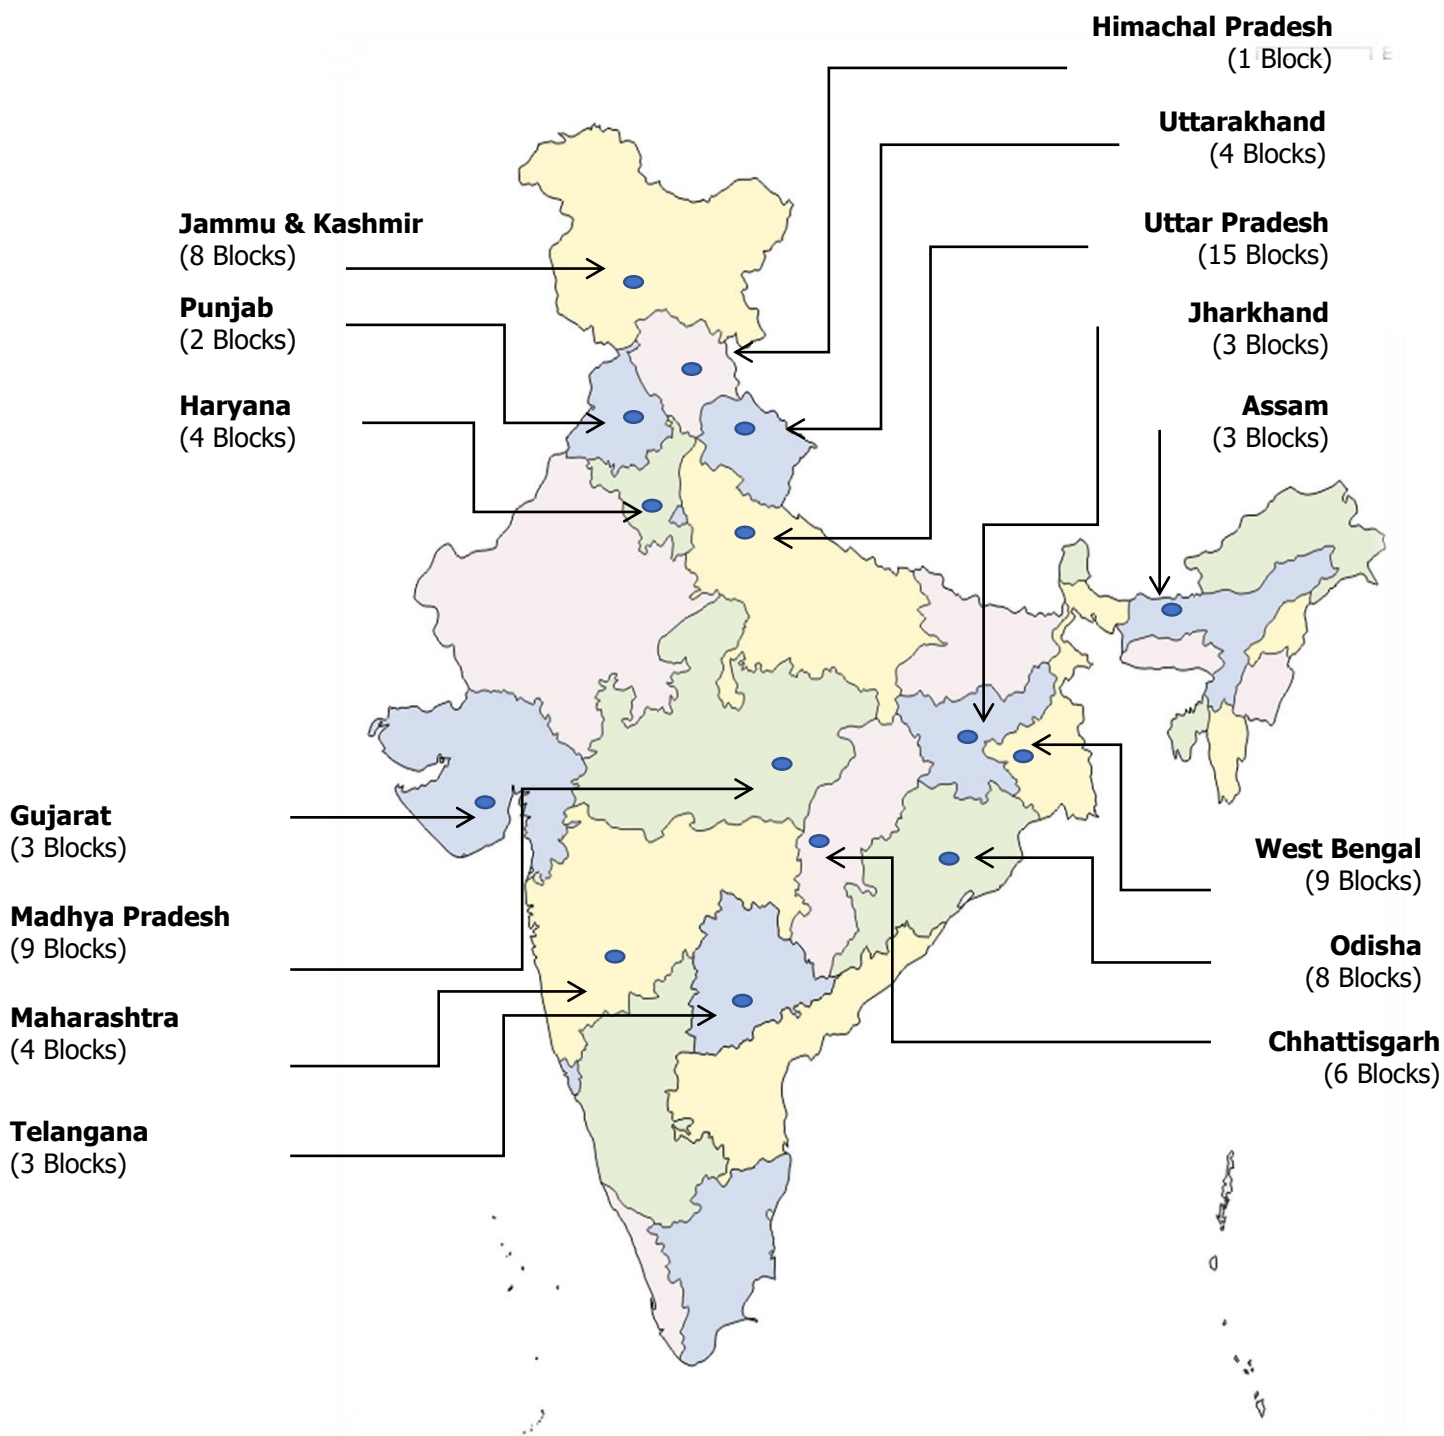 Himachal Pradesh
(1 Block)
Uttarakhand
(4 Blocks)
Jammu & Kashmir
(8 Blocks)
Uttar Pradesh
(15 Blocks)
Punjab
(2 Blocks)
Jharkhand
(3 Blocks)
Haryana
(4 Blocks)
Assam
(3 Blocks)
Gujarat
(3 Blocks)
West Bengal
(9 Blocks)
Madhya Pradesh
(9 Blocks)
Odisha
(8 Blocks)
Maharashtra
(4 Blocks)
Chhattisgarh
(6 Blocks)
Telangana
(3 Blocks)